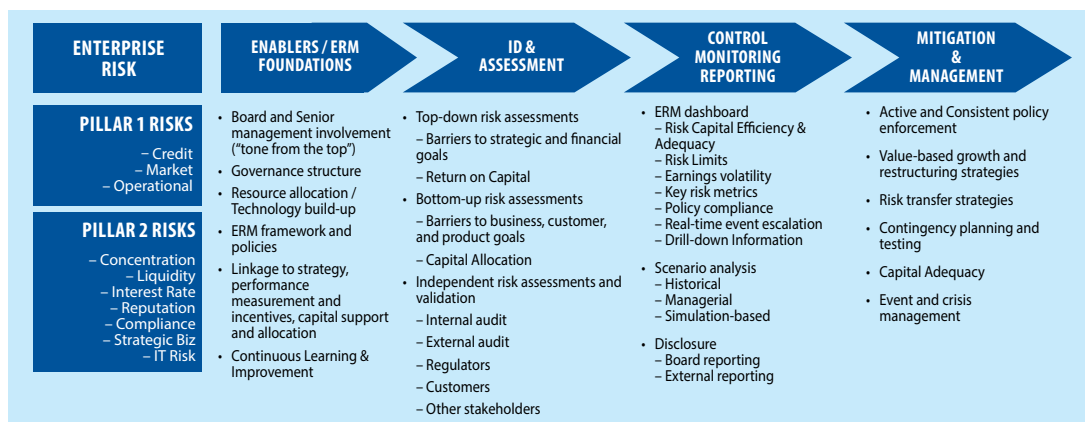 ENTERPRISE
RISK
PILLAR 1 RISKS
– Credit
– Market
– Operational
PILLAR 2 RISKS
– Concentration
– Liquidity
– Interest Rate
– Reputation
– Compliance
– Strategic Biz
– IT Risk
ENABLERS / ERM
FOUNDATIONS
• Board and Senior
management involvement
(“tone from the top”)
• Governance structure
• Resource allocation /
Technology build-up
• ERM framework and
policies
• Linkage to strategy,
performance
measurement and
incentives, capital support
and allocation
• Continuous Learning &
Improvement
ID &
ASSESSMENT
• Top-down risk assessments
– Barriers to strategic and financial
goals
– Return on Capital
• Bottom-up risk assessments
– Barriers to business, customer,
and product goals
– Capital Allocation
• Independent risk assessments and
validation
– Internal audit
– External audit
– Regulators
– Customers
– Other stakeholders
CONTROL
MONITORING
REPORTING
• ERM dashboard
– Risk Capital Efficiency &
Adequacy
– Risk Limits
– Earnings volatility
– Key risk metrics
– Policy compliance
– Real-time event escalation
– Drill-down Information
• Scenario analysis
– Historical
– Managerial
– Simulation-based
• Disclosure
– Board reporting
– External reporting
MITIGATION
&
MANAGEMENT
• Active and Consistent policy
enforcement
• Value-based growth and
restructuring strategies
• Risk transfer strategies
• Contingency planning and
testing
• Capital Adequacy
• Event and crisis
management